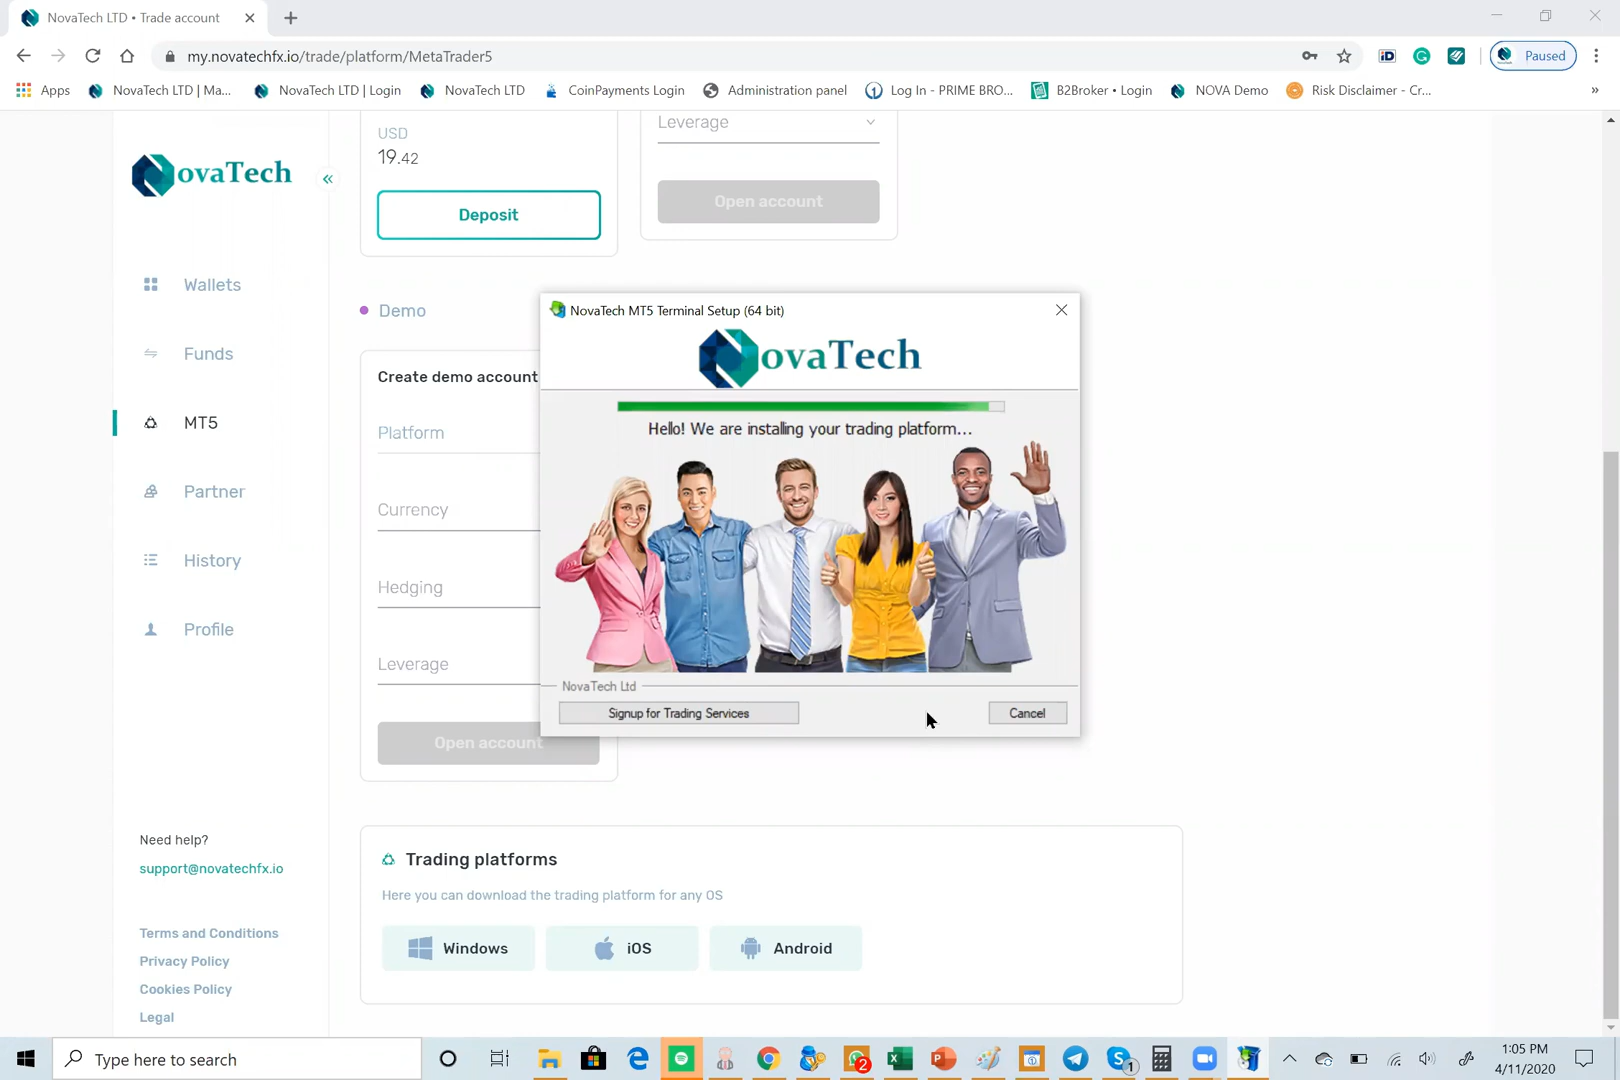 NovaTech LTD • Trade account
my.novatechfx.io/trade/platform/MetaTrader5
Paused
Apps
NovaTech LTD | Ma...
NovaTech LTD | Login
NovaTech LTD
CoinPayments Login
Administration panel
Log In - PRIME BRO...
B2Broker • Login
NOVA Demo
Risk Disclaimer - Cr...
»
ovaTech
«
Wallets
Funds
MT5
Partner
History
Profile
Need help?
support@novatechfx.io
Terms and Conditions
Privacy Policy
Cookies Policy
Legal
USD
19.42
Deposit
Leverage
Open account
Demo
Create demo account
Platform
Currency
Hedging
Leverage
Open account
NovaTech MT5 Terminal Setup (64 bit)
ovaTech
Hello! We are installing your trading platform...
NovaTech Ltd
Signup for Trading Services
Cancel
Trading platforms
Here you can download the trading platform for any OS
Windows
iOS
Android
Type here to search
2
1
1:05 PM
4/11/2020